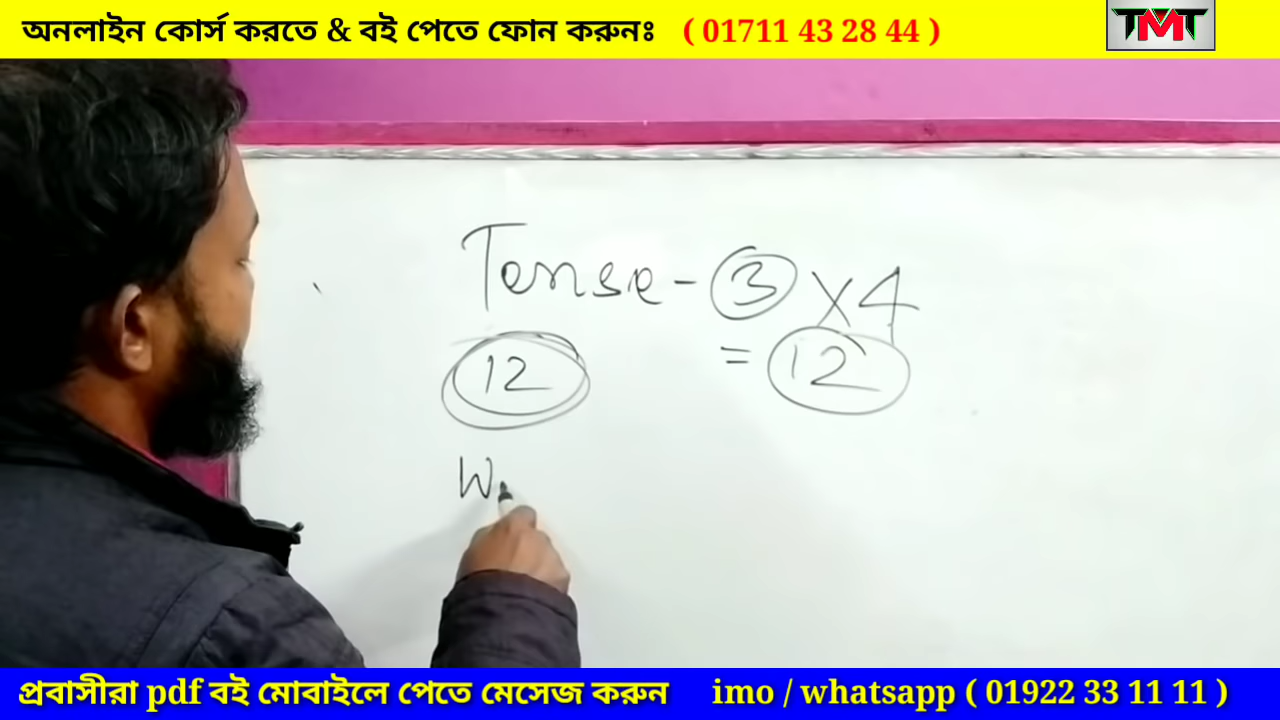 অনলাইন কোর্স করতে & বই পেতে ফোন করুনঃ ( 01711 43 28 44 )
TMT
Tense - 3 x 4
12 = 12
W
প্রবাসীরা pdf বই মোবাইলে পেতে মেসেজ করুন imo / whatsapp ( 01922 33 11 11 )